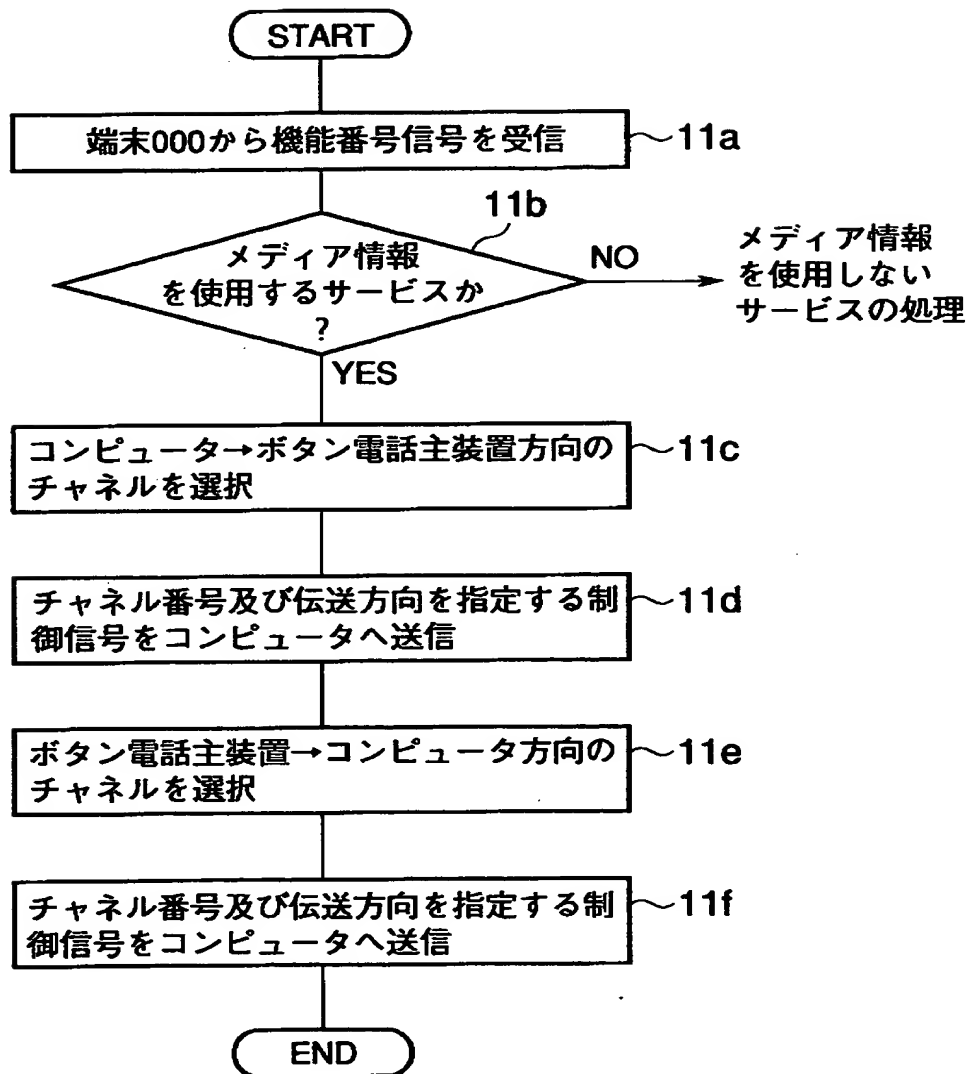 START
端末000から機能番号信号を受信
11a
11b
メディア情報
を使用するサービスか
?
NO
メディア情報
を使用しない
サービスの処理
YES
コンピュータ→ボタン電話主装置方向の
チャネルを選択
11c
チャネル番号及び伝送方向を指定する制
御信号をコンピュータへ送信
11d
ボタン電話主装置→コンピュータ方向の
チャネルを選択
11e
チャネル番号及び伝送方向を指定する制
御信号をコンピュータへ送信
11f
END